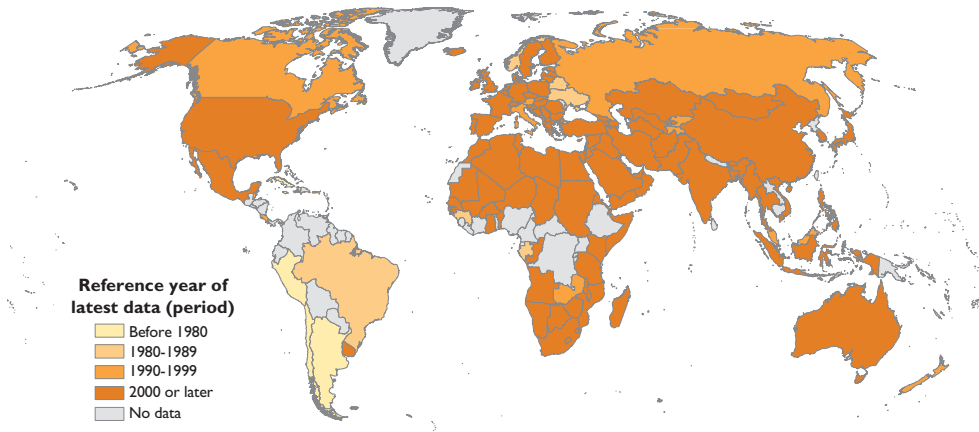 Reference year of
latest data (period)
Before 1980
1980-1989
1990-1999
2000 or later
No data